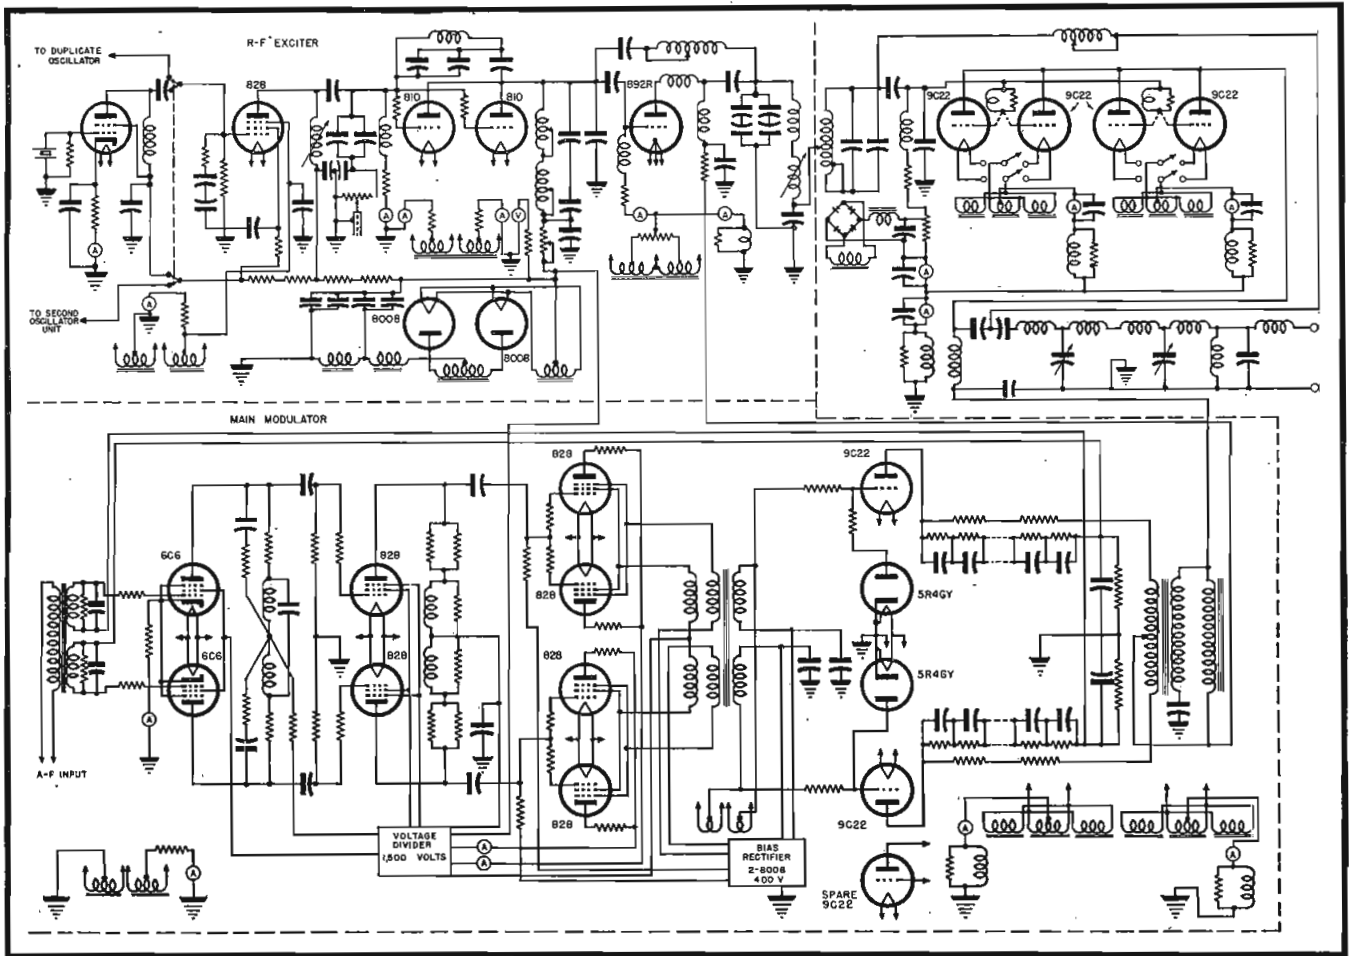 R-F EXCITER
TO DUPLICATE
OSCILLATOR
828
810
810
892R
9C22
9C22
9C22
A
A
A
A
V
A
A
A
A
A
A
A
TO SECOND
OSCILLATOR
UNIT
8008
8008
MAIN MODULATOR
828
9C22
6C6
828
828
5R4GY
6C6
828
828
5R4GY
A
A-F INPUT
828
9C22
VOLTAGE
DIVIDER
1,500 VOLTS
A
A
BIAS
RECTIFIER
2-8008
400 V
SPARE
9C22
A
A
A